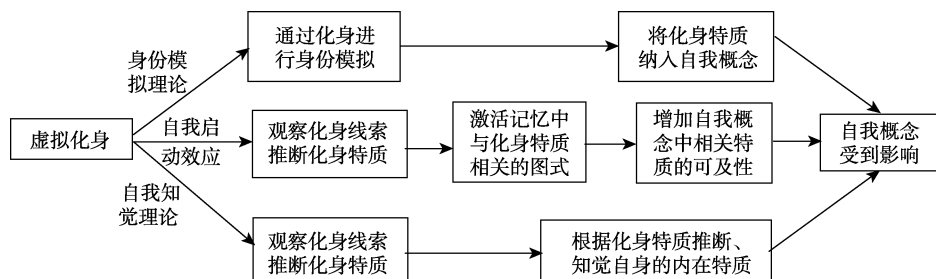 虚拟化身
身份模
拟理论
通过化身进
行身份模拟
将化身特质
纳入自我概念
自我启
动效应
观察化身线索
推断化身特质
激活记忆中
与化身特质
相关的图式
增加自我概
念中相关特
质的可及性
自我概念
受到影响
自我知
觉理论
观察化身线索
推断化身特质
根据化身特质推断、
知觉自身的内在特质